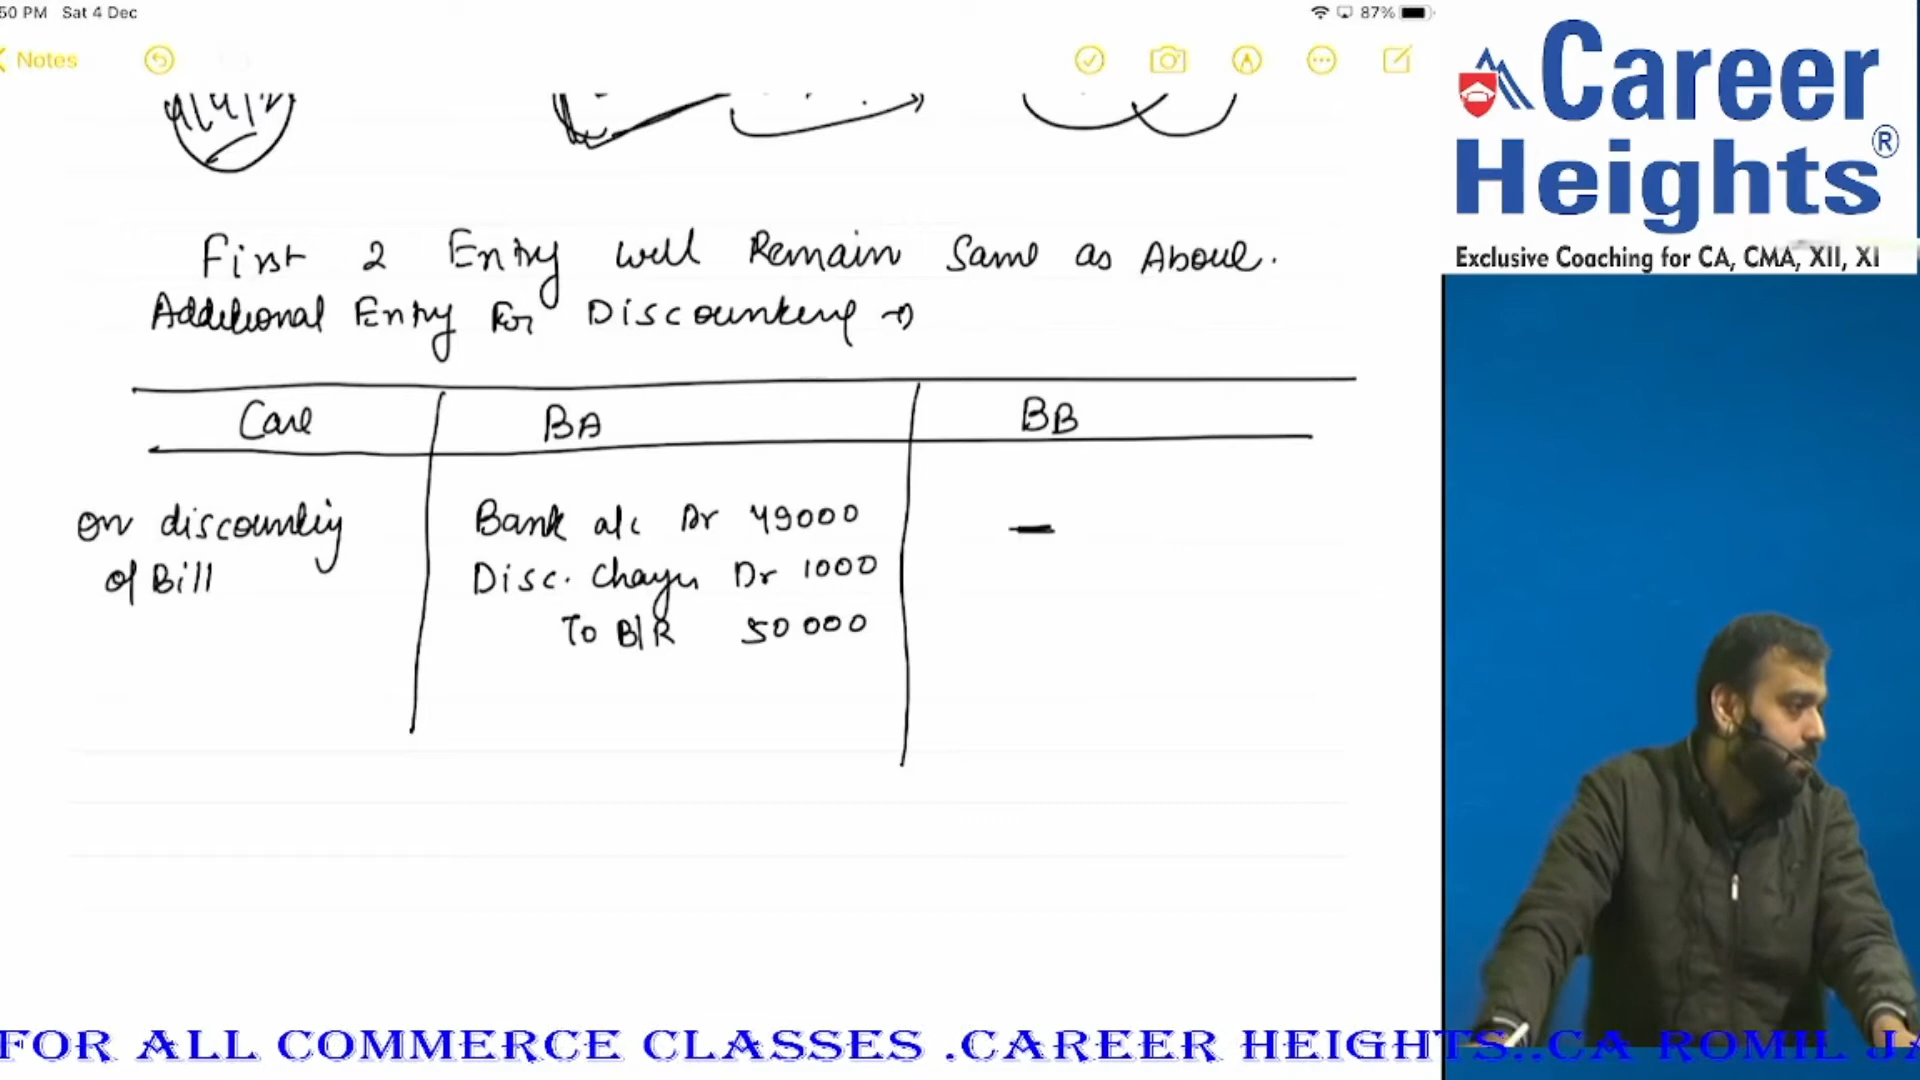 50 PM Sat 4 Dec
87%
Notes
Career
Heights®
Exclusive Coaching for CA, CMA, XII, XI
First 2 Entry will Remain Same as Above.
Additional Entry for Discounting →
Case BA BB
on discounting
of Bill
Bank a/c Dr 49000
Disc. Charges Dr 1000
To B/R 50000
—
FOR ALL COMMERCE CLASSES .CAREER HEIGHTS..CA ROMIL JA